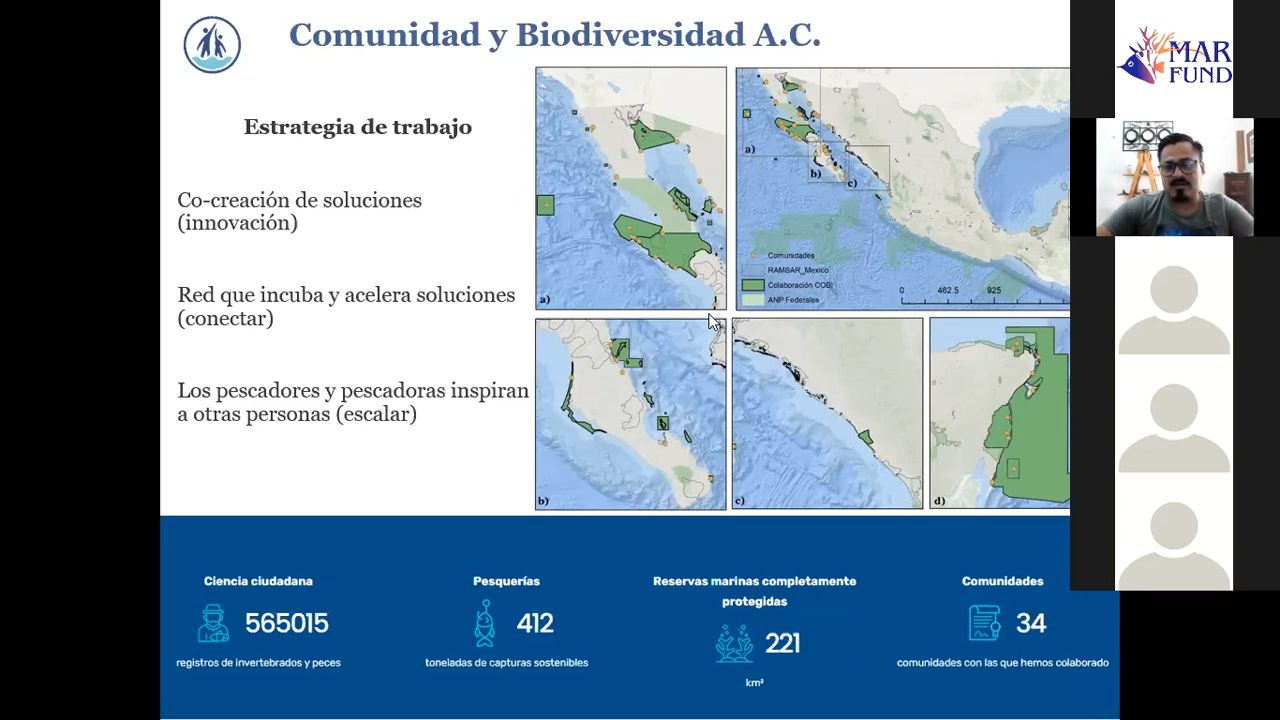 Comunidad y Biodiversidad A.C.
MAR
FUND
Estrategia de trabajo
Co-creación de soluciones
(innovación)
Red que incuba y acelera soluciones
(conectar)
Los pescadores y pescadoras inspiran
a otras personas (escalar)
a)
a)
b)
c)
Comunidades
RAMSAR_Mexico
Colaboración COBI
ANP Federales
0 462.5 925
b)
c)
d)
Ciencia ciudadana
565015
registros de invertebrados y peces
Pesquerías
412
toneladas de capturas sostenibles
Reservas marinas completamente
protegidas
221
km²
Comunidades
34
comunidades con las que hemos colaborado